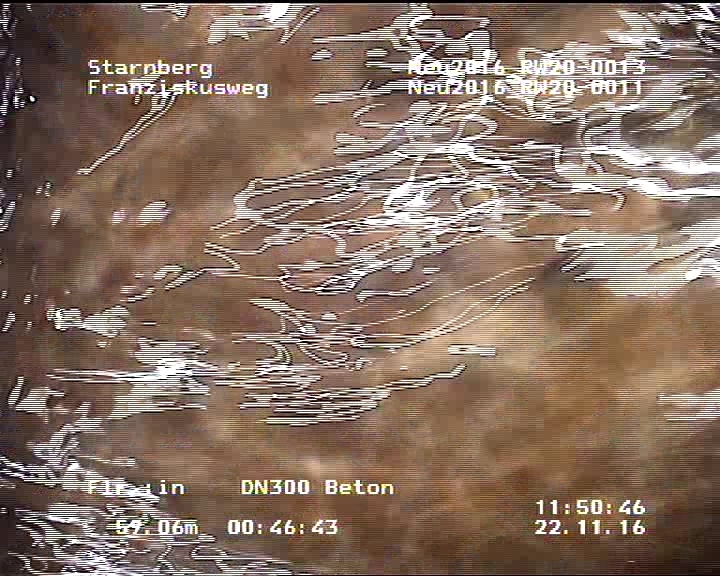 Starnberg
Franziskusweg
Neu2016 RW20-0013
Neu2016 RW20-0011
DN300 Beton
11:50:46
59.06m 00:46:43
22.11.16